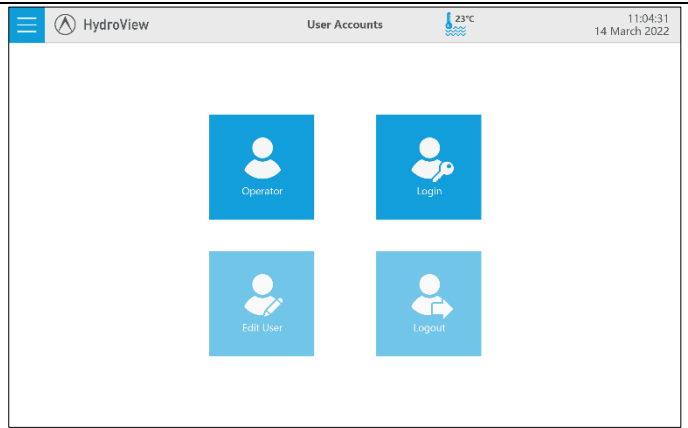 HydroView
User Accounts
23°C
11:04:31
14 March 2022
Operator
Login
Edit User
Logout